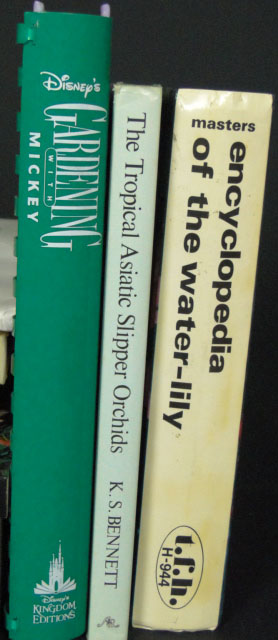 Disney's
GARDENING
WITH
MICKEY
Disney's
KINGDOM
EDITIONS
The Tropical Asiatic Slipper Orchids K. S. BENNETT
masters
encyclopedia
of the water-lily
t.f.h.
H-944